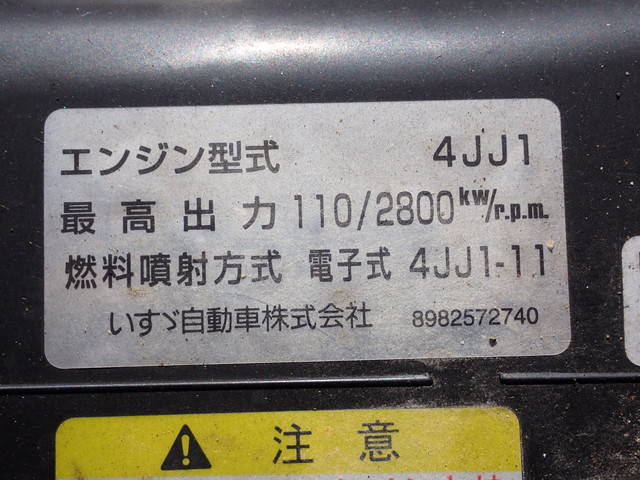 エンジン型式 4JJ1
最高出力 110/2800 kw/r.p.m.
燃料噴射方式 電子式 4JJ1-11
いすゞ自動車株式会社 8982572740
注意